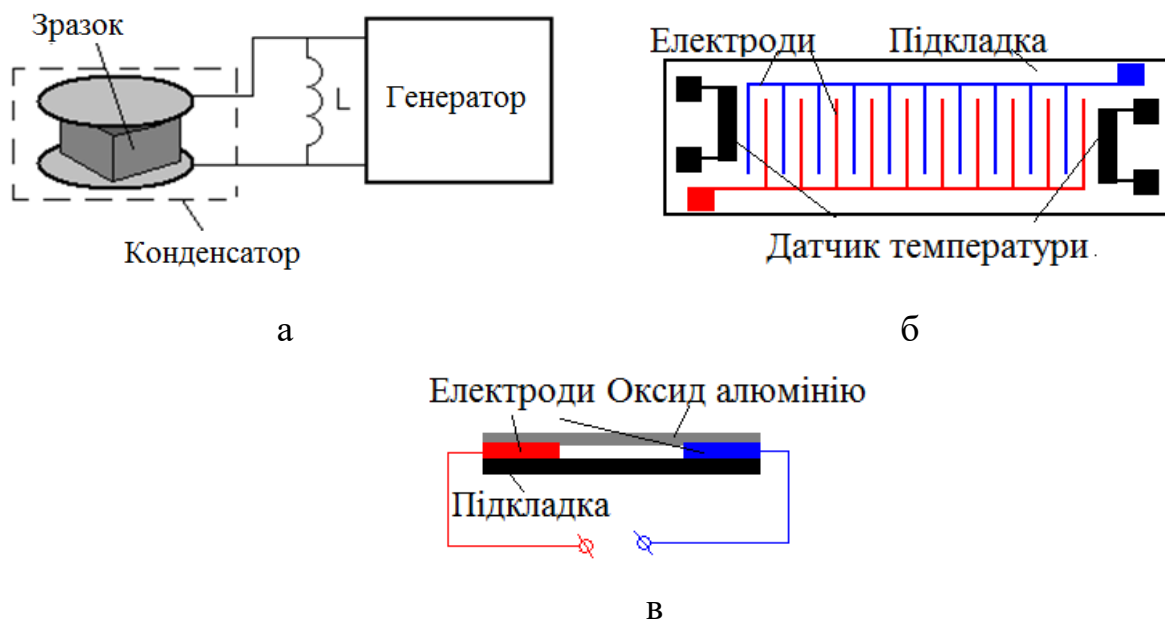 Зразок
L
Генератор
Конденсатор
а
Електроди
Підкладка
Датчик температури
б
Електроди Оксид алюмінію
Підкладка
в